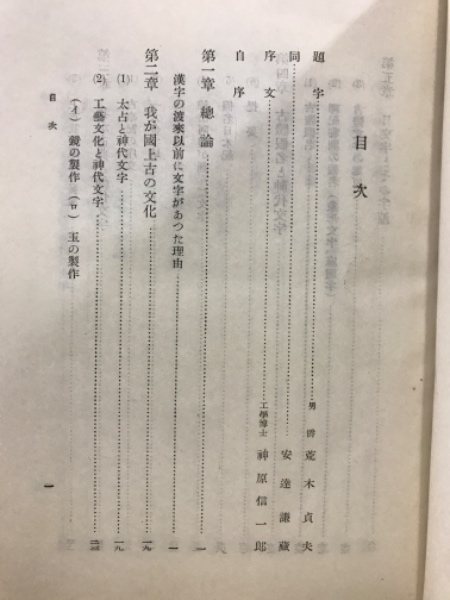 目次
題字……男爵 荒木貞夫
同……安達謙藏
序文……工學博士 神原信一郎
自序
第一章 總論……一
漢字の渡來以前に文字があつた理由……一
第二章 我が國上古の文化……一九
(1) 太占と神代文字……一九
(2) 工藝文化と神代文字……二三
(イ) 鏡の製作 (ロ) 玉の製作
目次
一